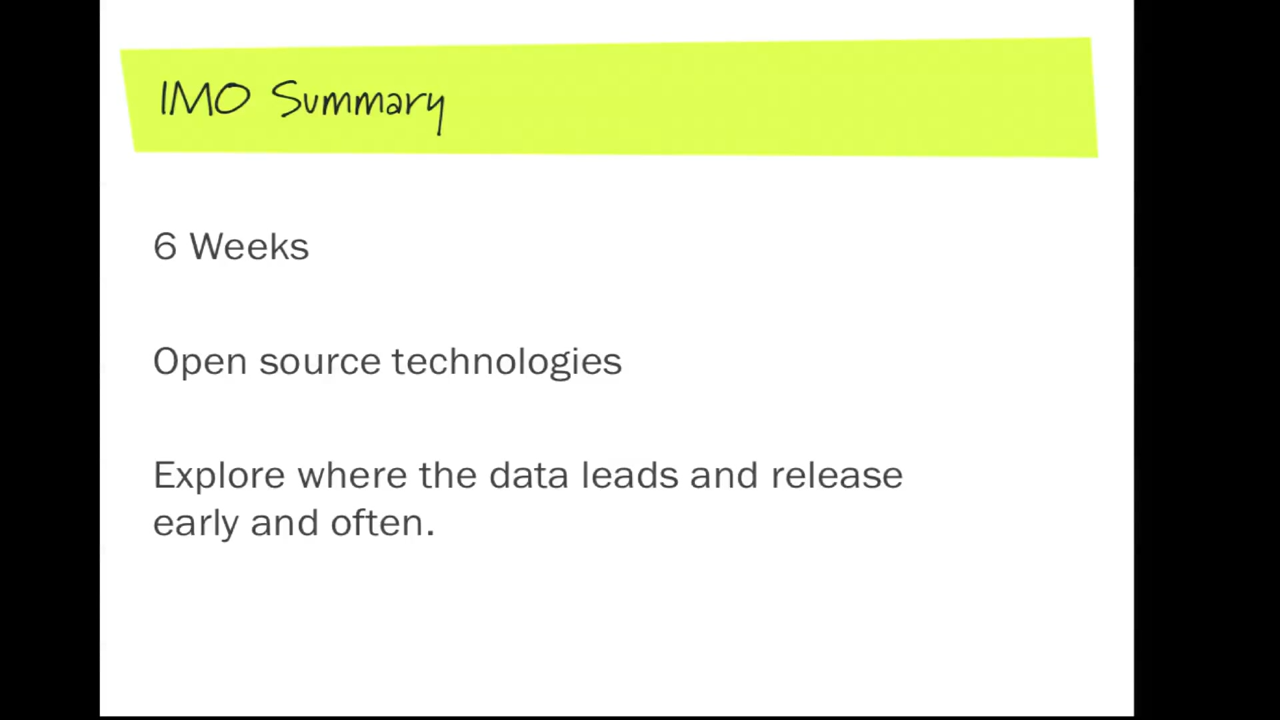 IMO Summary
6 Weeks
Open source technologies
Explore where the data leads and release
early and often.